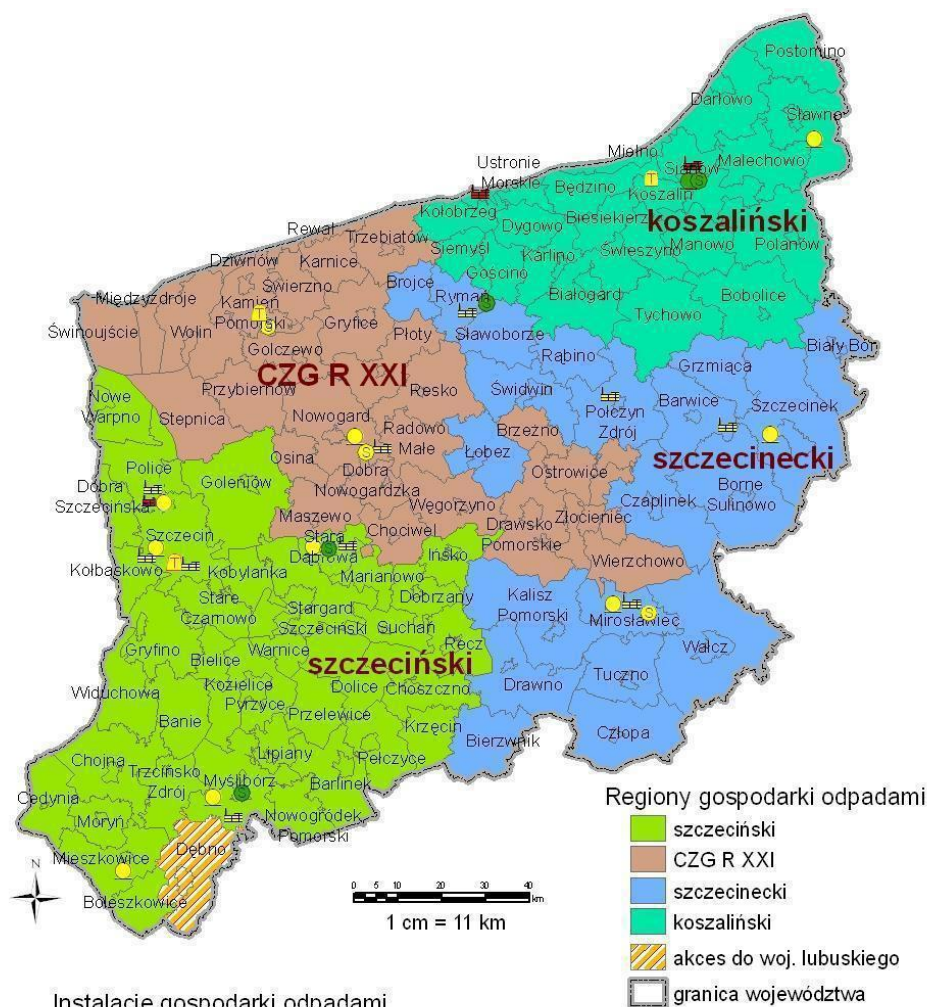 Postomino
Darłowo
Sławno
Mielno
Malechowo
Ustronie
Morskie
Sianów
Będzino
Koszalin
Kołobrzeg
Dygowo
Biesiekierz
koszaliński
Rewal
Trzebiatów
Siemyśl
Manowo
Polanów
Dziwnów
Karnice
Karlino
Świeszyno
Gościno
Świerzno
Brojce
Rymań
Białogard
Bobolice
Międzyzdroje
Kamień
Pomorski
Tychowo
Świnoujście
Wolin
Gryfice
Płoty
Sławoborze
Golczewo
Rąbino
Biały Bór
Grzmiąca
CZG R XXI
Przybiernów
Resko
Świdwin
Nowe
Warpno
Stepnica
Połczyn
Zdrój
Barwice
Szczecinek
Nowogard
Radowo
Małe
Brzeżno
Osina
Łobez
szczecinecki
Police
Goleniów
Dobra
Nowogardzka
Ostrowice
Dobra
Szczecińska
Czaplinek
Borne
Sulinowo
Węgorzyno
Złocieniec
Maszewo
Chociwel
Drawsko
Pomorskie
Szczecin
Stara
Dąbrowa
Ińsko
Wierzchowo
Kołbaskowo
Kobylanka
Marianowo
Kalisz
Pomorski
Stare
Czarnowo
Dobrzany
Stargard
Szczeciński
Mirosławiec
Suchań
Gryfino
Warnice
Recz
Wałcz
Bielice
szczeciński
Tuczno
Widuchowa
Kozielice
Dolice
Choszczno
Drawno
Pyrzyce
Banie
Przelewice
Krzęcin
Bierzwnik
Człopa
Lipiany
Chojna
Pełczyce
Trzcińsko
Zdrój
Myślibórz
Barlinek
Cedynia
Nowogródek
Pomorski
Moryń
Dębno
Mieszkowice
Boleszkowice
N
0 5 10 20 30 40
km
1 cm = 11 km
Regiony gospodarki odpadami
szczeciński
CZG R XXI
szczecinecki
koszaliński
akces do woj. lubuskiego
granica województwa
Instalacje gospodarki odpadami